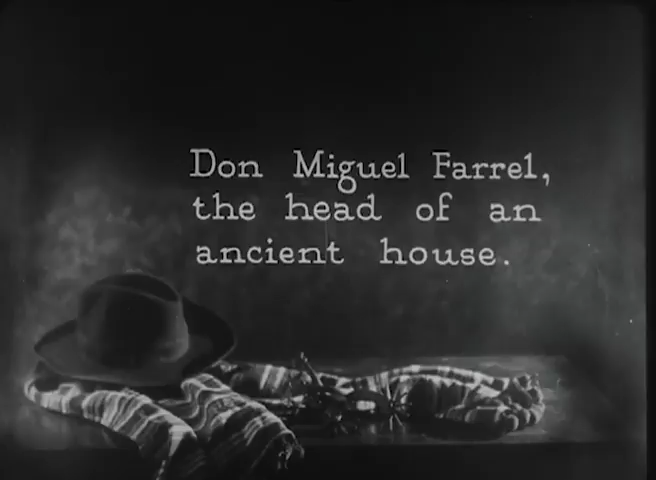 Don Miguel Farrel,
the head of an
ancient house.